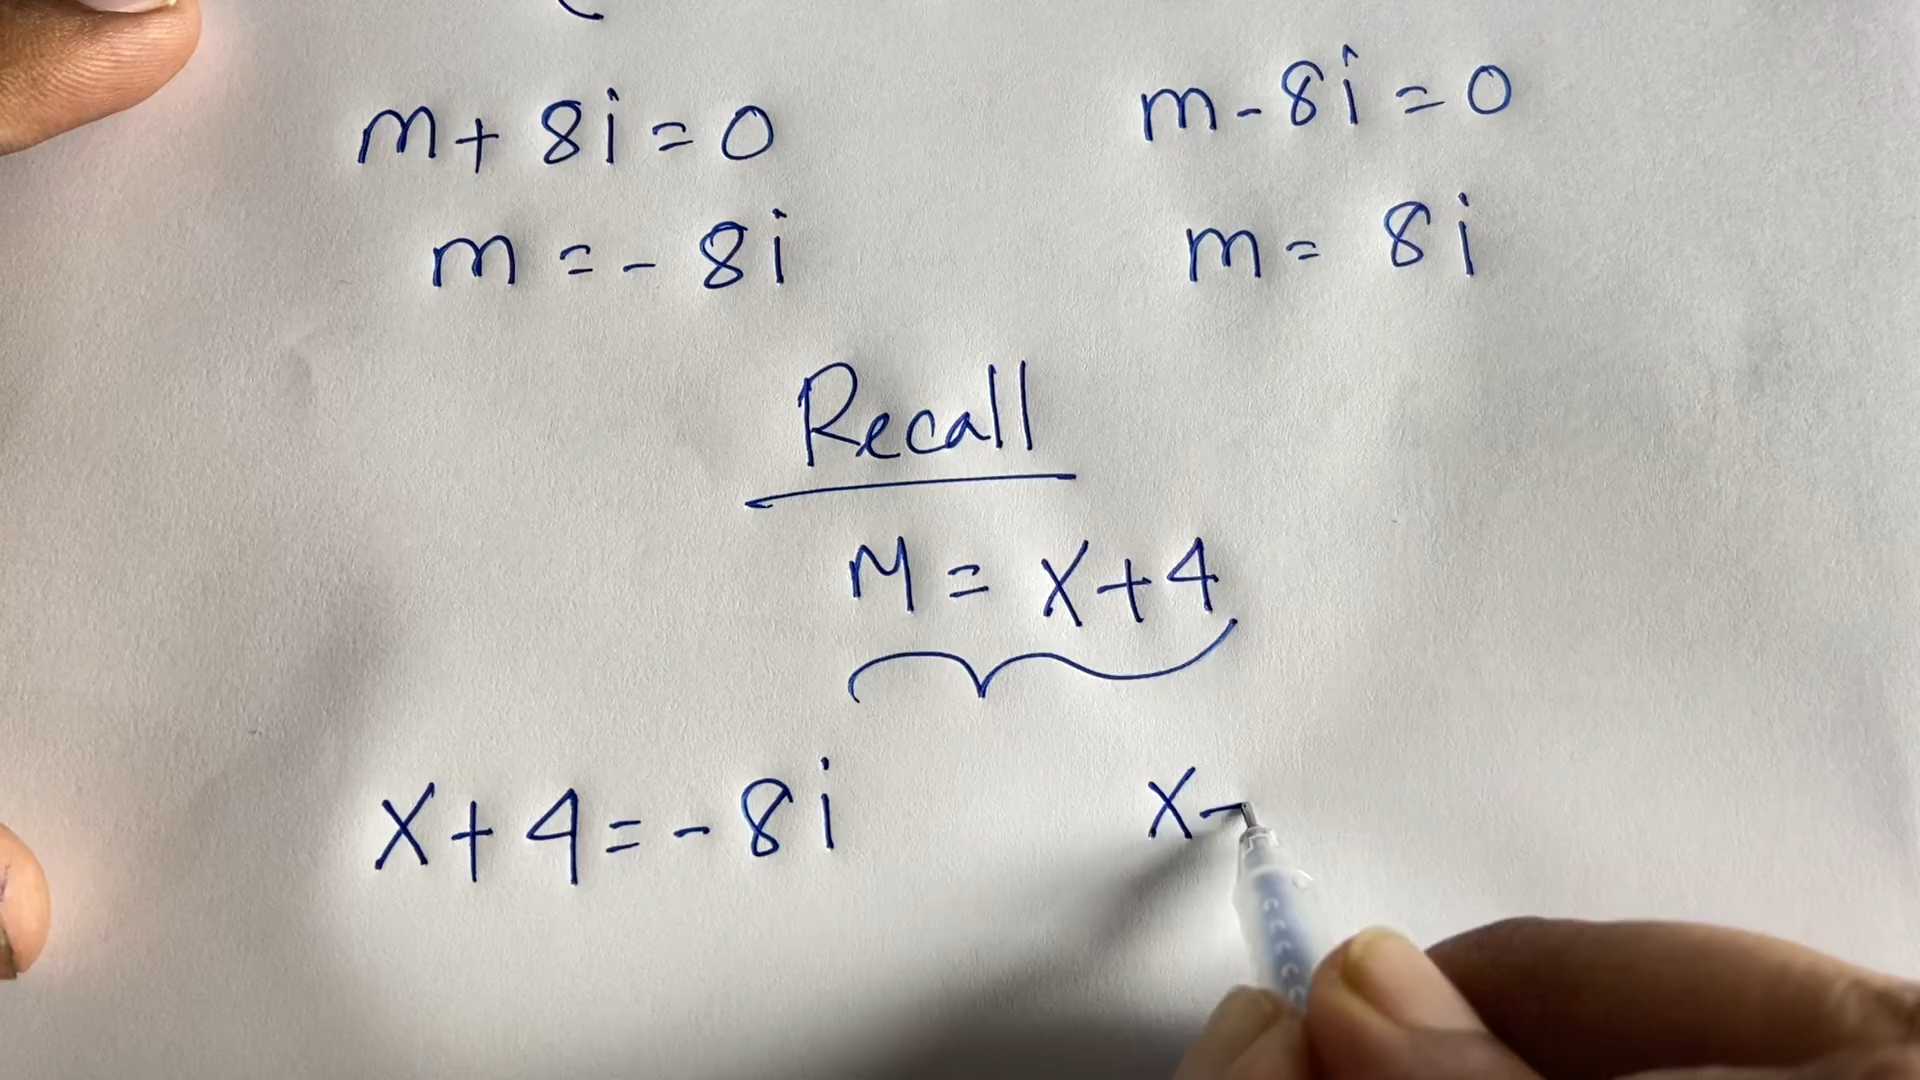 m + 8i = 0 m - 8i = 0
m = - 8i m = 8i
Recall
M = x + 4
x + 4 = - 8i x -